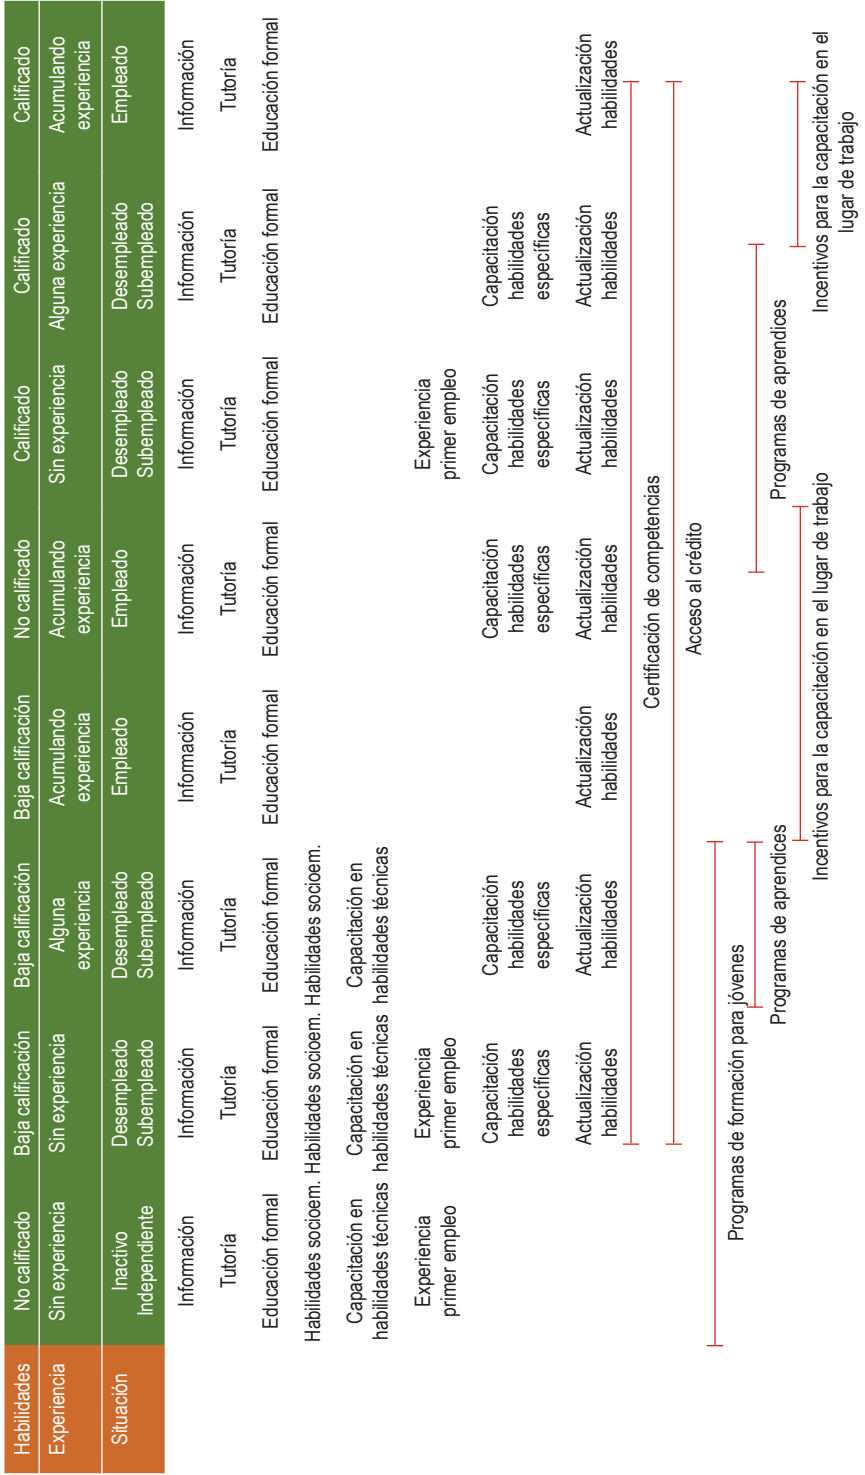 Habilidades
No calificado
Baja calificación
Baja calificación
Baja calificación
No calificado
Calificado
Calificado
Calificado
Experiencia
Sin experiencia
Sin experiencia
Alguna
experiencia
Acumulando
experiencia
Acumulando
experiencia
Sin experiencia
Alguna experiencia
Acumulando
experiencia
Situación
Inactivo
Independiente
Desempleado
Subempleado
Desempleado
Subempleado
Empleado
Empleado
Desempleado
Subempleado
Desempleado
Subempleado
Empleado
Información
Información
Información
Información
Información
Información
Información
Información
Tutoría
Tutoría
Tutoría
Tutoría
Tutoría
Tutoría
Tutoría
Tutoría
Educación formal
Educación formal
Educación formal
Educación formal
Educación formal
Educación formal
Educación formal
Educación formal
Habilidades socioem.
Habilidades socioem.
Habilidades socioem.
Capacitación en
habilidades técnicas
Capacitación en
habilidades técnicas
Capacitación en
habilidades técnicas
Experiencia
primer empleo
Experiencia
primer empleo
Experiencia
primer empleo
Capacitación
habilidades
específicas
Capacitación
habilidades
específicas
Capacitación
habilidades
específicas
Capacitación
habilidades
específicas
Capacitación
habilidades
específicas
Actualización
habilidades
Actualización
habilidades
Actualización
habilidades
Actualización
habilidades
Actualización
habilidades
Actualización
habilidades
Actualización
habilidades
Certificación de competencias
Acceso al crédito
Programas de formación para jóvenes
Programas de aprendices
Programas de aprendices
Incentivos para la capacitación en el lugar de trabajo
Incentivos para la capacitación en el
lugar de trabajo